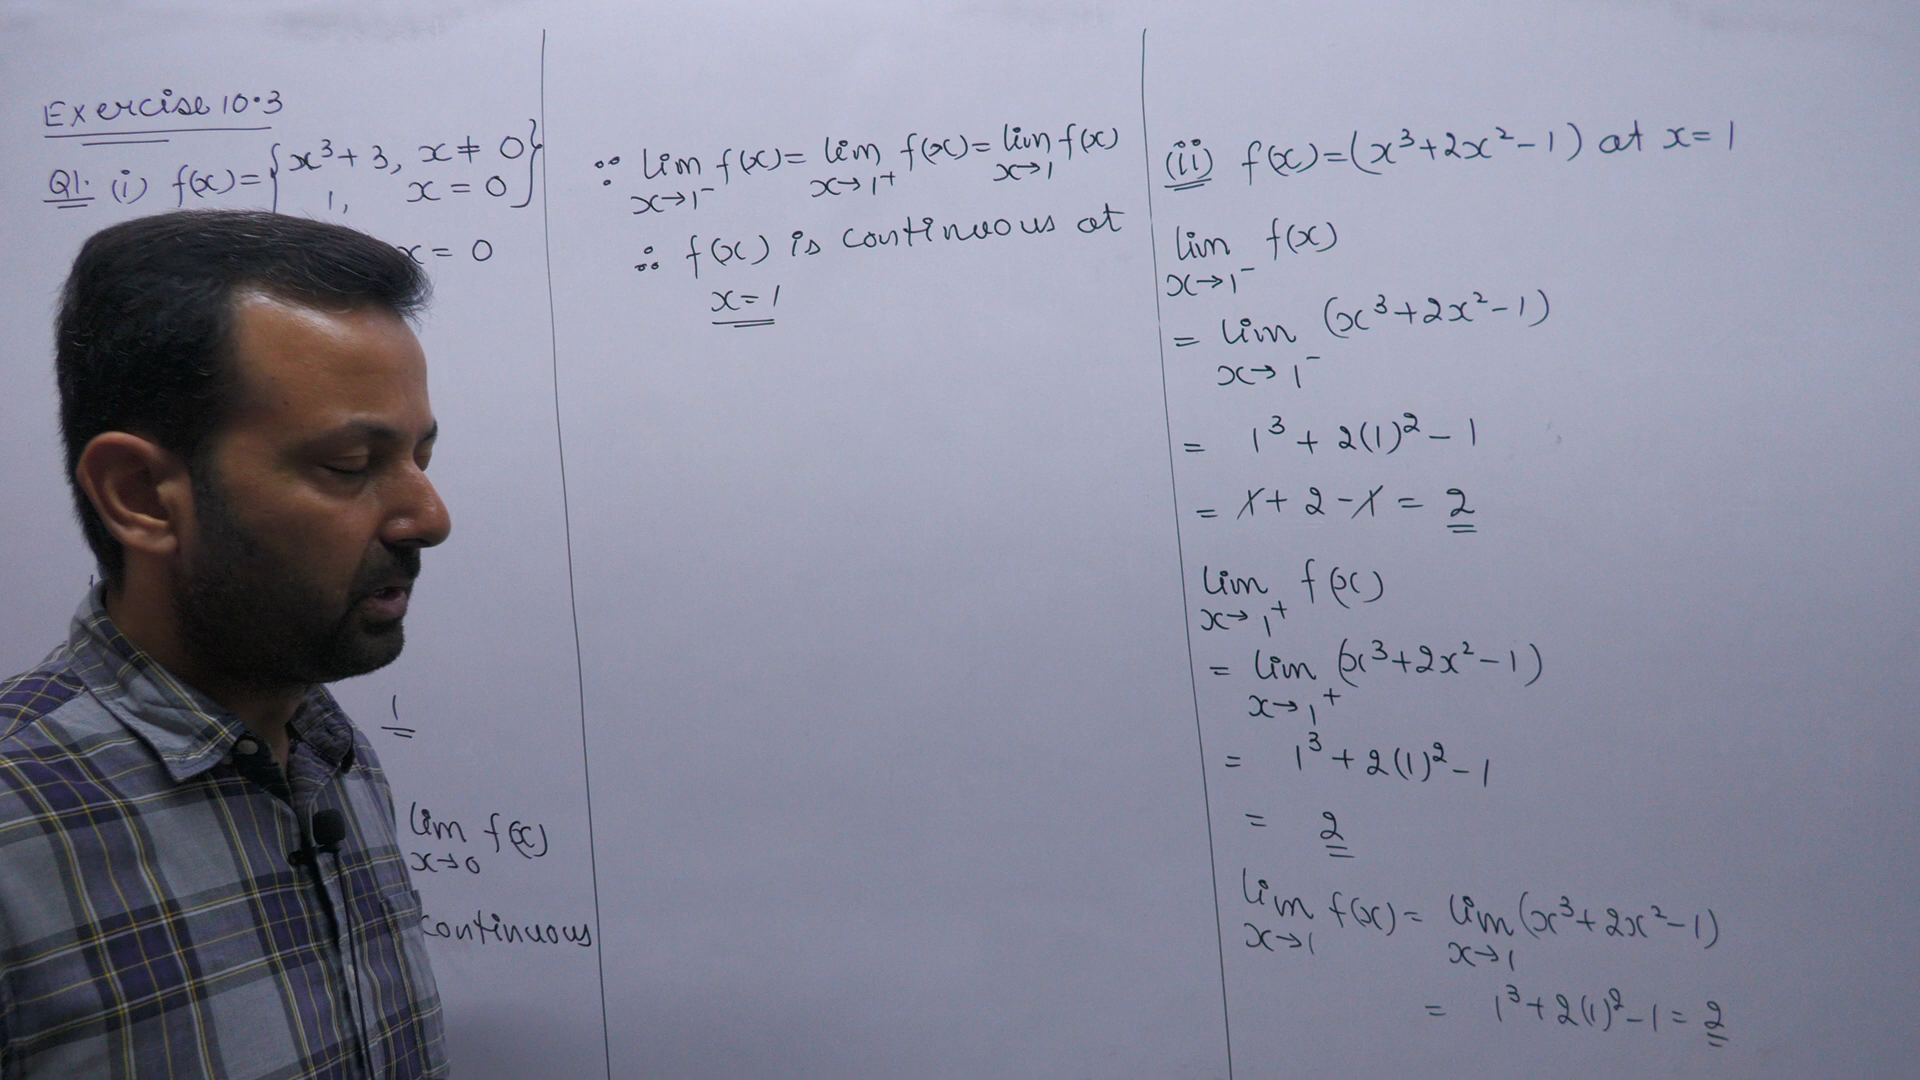 Exercise 10.3
Q1. (i) f(x)= { x³+3, x≠0
1, x=0 }
x=0
1
lim f(x)
x→0
continuous
∵ lim f(x)= lim f(x)= lim f(x)
x→1⁻ x→1⁺ x→1
∴ f(x) is continuous at
x=1
(ii) f(x)=(x³+2x²-1) at x=1
lim f(x)
x→1⁻
= lim (x³+2x²-1)
x→1⁻
= 1³+2(1)²-1
= 1+2-1 = 2
lim f(x)
x→1⁺
= lim (x³+2x²-1)
x→1⁺
= 1³+2(1)²-1
= 2
lim f(x)= lim (x³+2x²-1)
x→1 x→1
= 1³+2(1)²-1=2